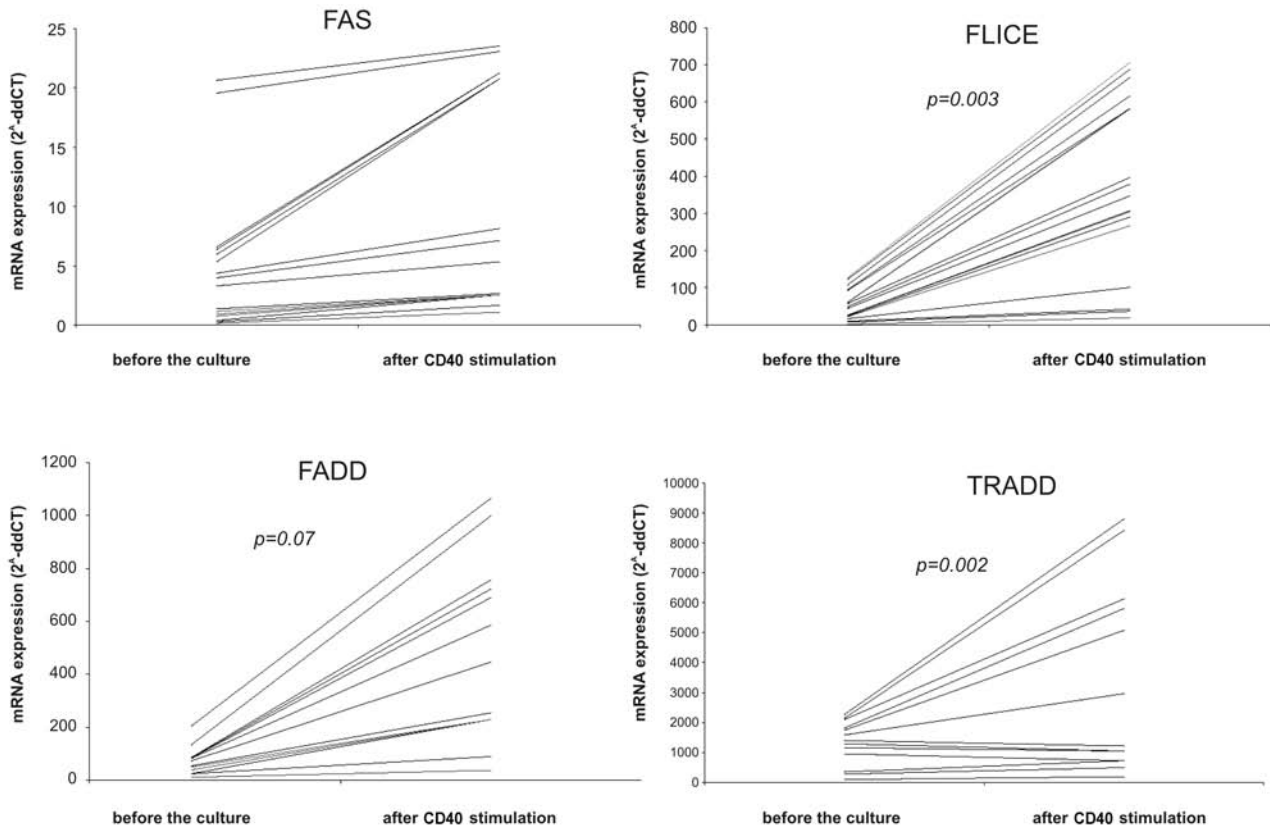 FAS
mRNA expression (2^-ddCT)
25
20
15
10
5
0
before the culture after CD40 stimulation
FLICE
p=0.003
mRNA expression (2^-ddCT)
800
700
600
500
400
300
200
100
0
before the culture after CD40 stimulation
FADD
p=0.07
mRNA expression (2^-ddCT)
1200
1000
800
600
400
200
0
before the culture after CD40 stimulation
TRADD
p=0.002
mRNA expression (2^-ddCT)
10000
9000
8000
7000
6000
5000
4000
3000
2000
1000
0
before the culture after CD40 stimulation